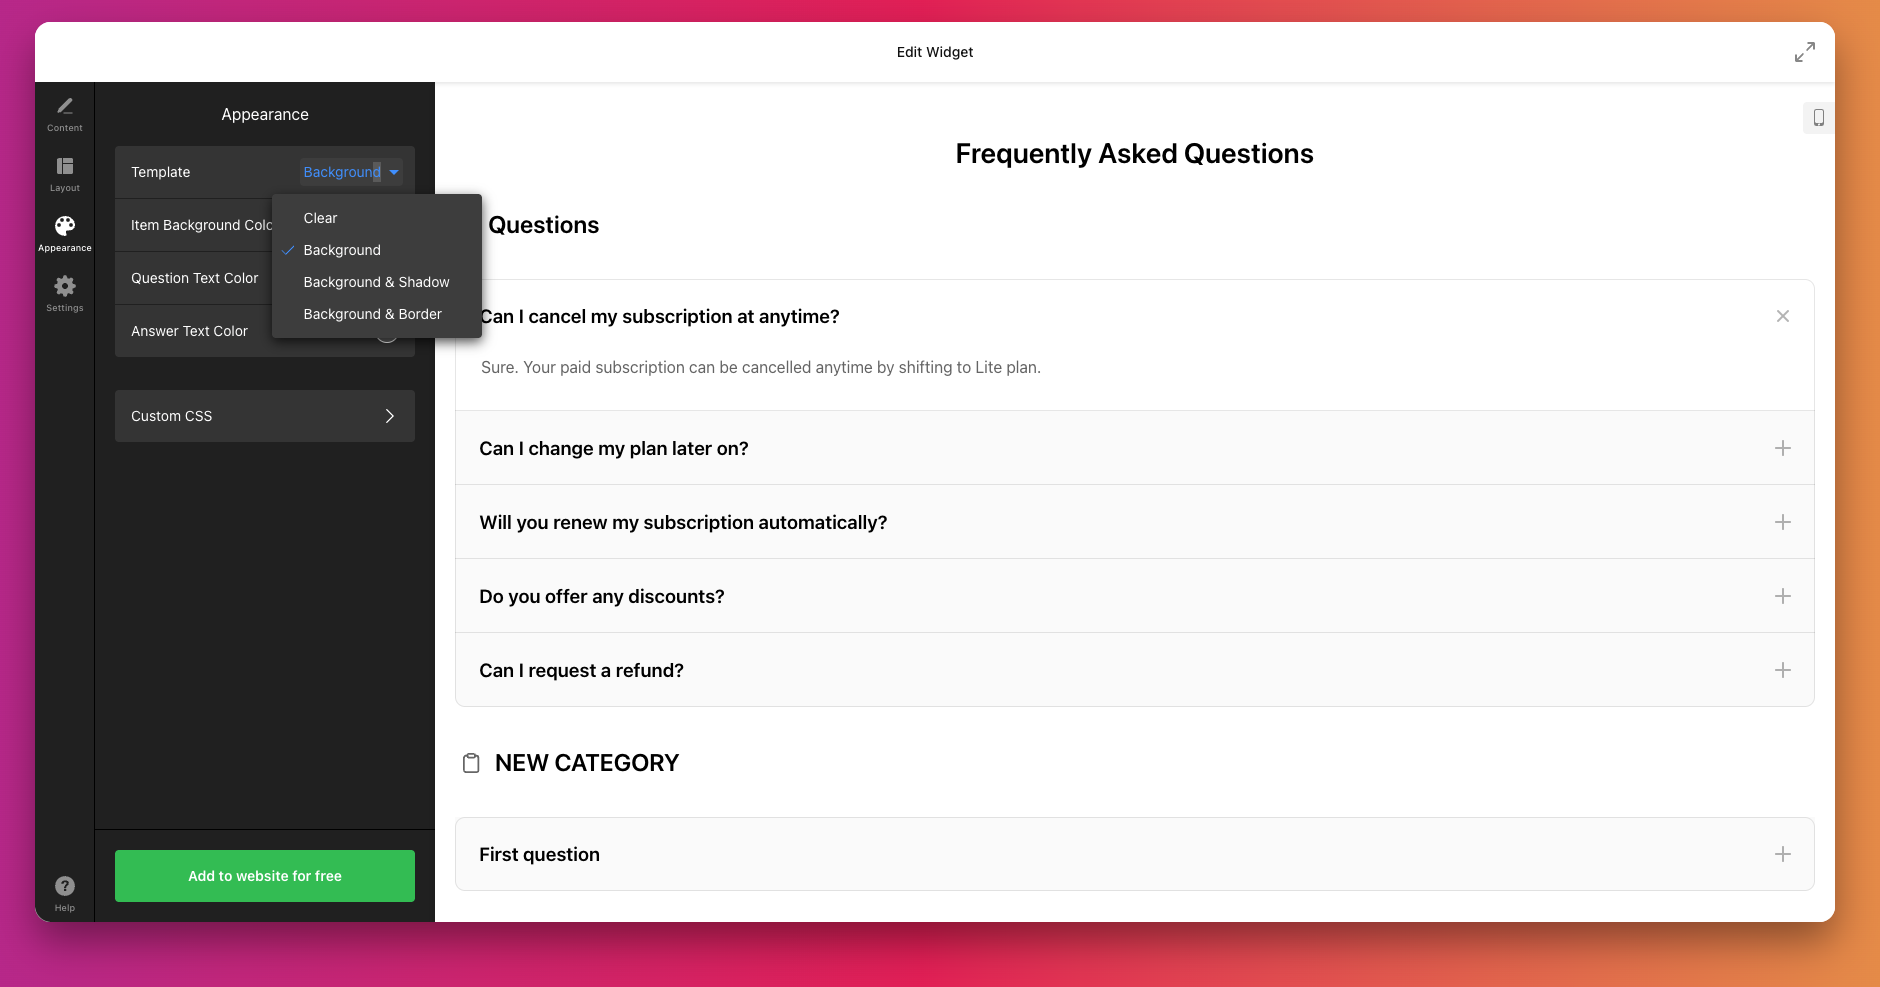 Edit Widget
Content
Layout
Appearance
Settings
Help
Appearance
Template
Background
Clear
Background
Background & Shadow
Background & Border
Item Background Colo
Question Text Color
Answer Text Color
Custom CSS
Add to website for free
Frequently Asked Questions
Questions
Can I cancel my subscription at anytime?
Sure. Your paid subscription can be cancelled anytime by shifting to Lite plan.
Can I change my plan later on?
Will you renew my subscription automatically?
Do you offer any discounts?
Can I request a refund?
NEW CATEGORY
First question